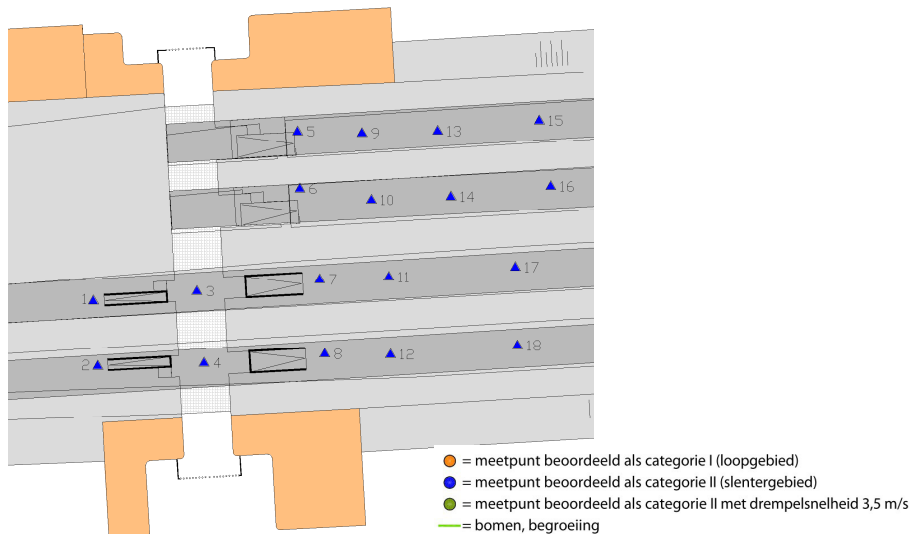 5 9 13 15
6 10 14 16
1 3 7 11 17
2 4 8 12 18
= meetpunt beoordeeld als categorie I (loopgebied)
= meetpunt beoordeeld als categorie II (slentergebied)
= meetpunt beoordeeld als categorie II met drempelsnelheid 3,5 m/s
= bomen, begroeiing